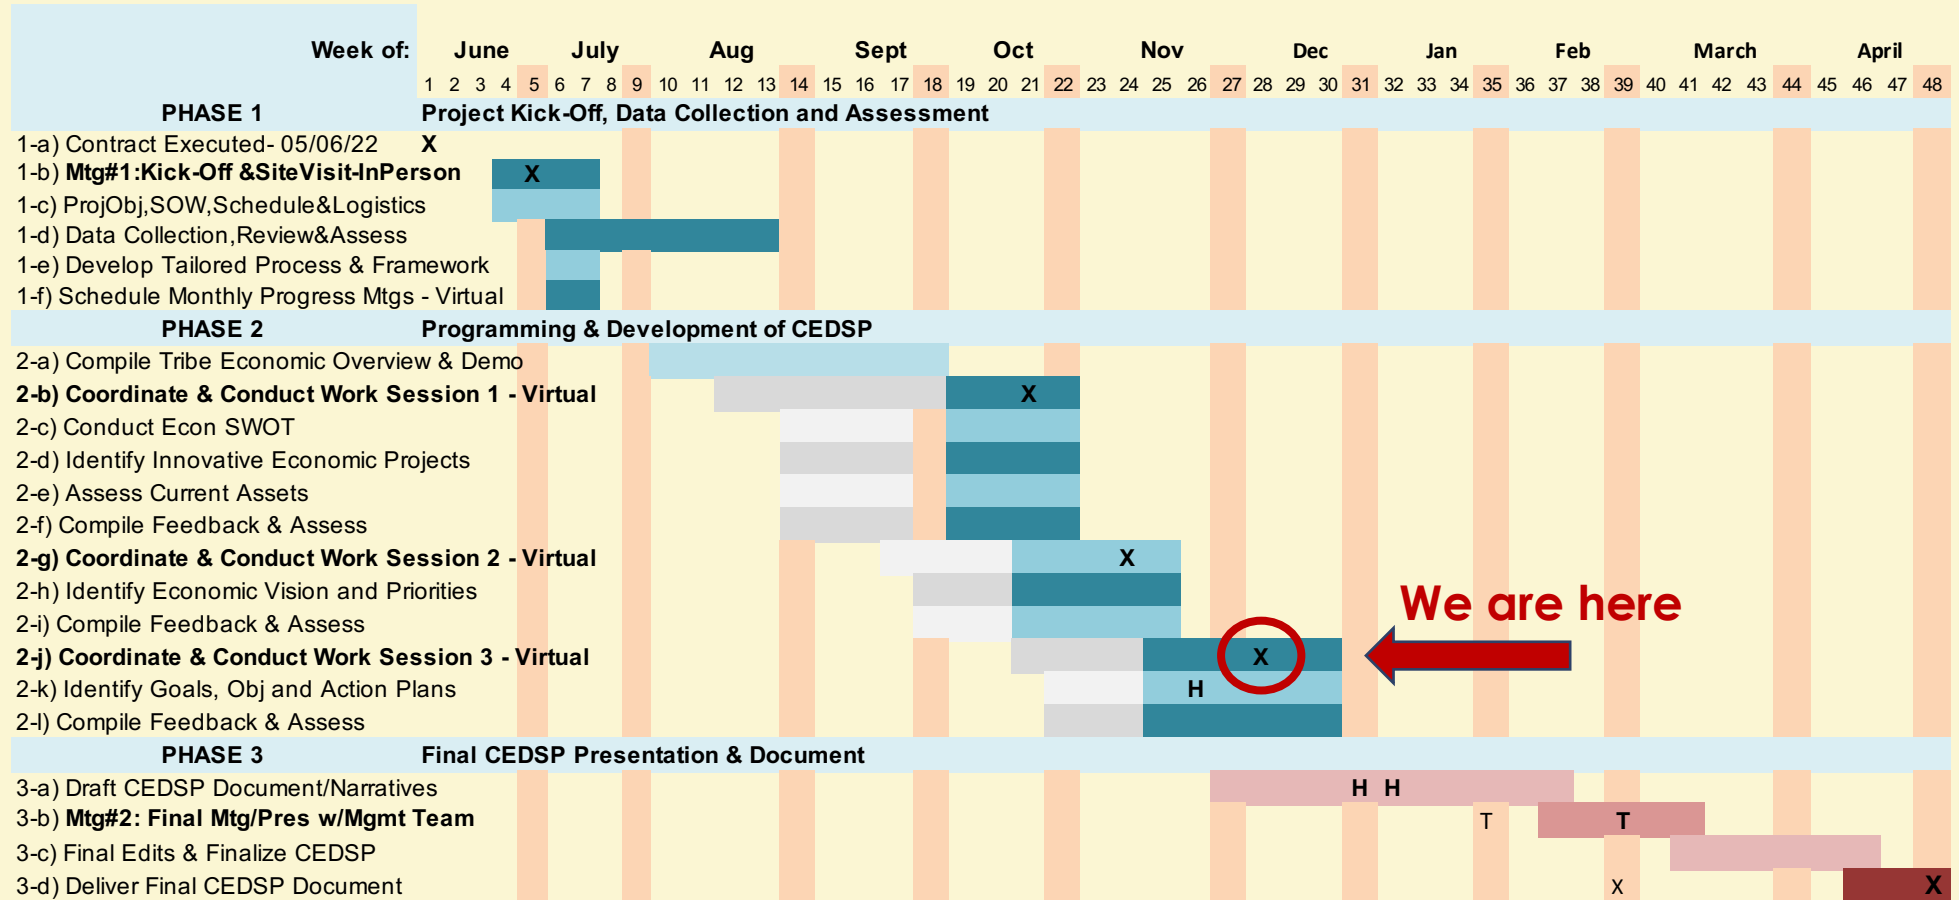 Week of: June July Aug Sept Oct Nov Dec Jan Feb March April
1 2 3 4 5 6 7 8 9 10 11 12 13 14 15 16 17 18 19 20 21 22 23 24 25 26 27 28 29 30 31 32 33 34 35 36 37 38 39 40 41 42 43 44 45 46 47 48
PHASE 1 Project Kick-Off, Data Collection and Assessment
1-a) Contract Executed- 05/06/22 X
1-b) Mtg#1:Kick-Off &SiteVisit-InPerson X
1-c) ProjObj,SOW,Schedule&Logistics
1-d) Data Collection,Review&Assess
1-e) Develop Tailored Process & Framework
1-f) Schedule Monthly Progress Mtgs - Virtual
PHASE 2 Programming & Development of CEDSP
2-a) Compile Tribe Economic Overview & Demo
2-b) Coordinate & Conduct Work Session 1 - Virtual X
2-c) Conduct Econ SWOT
2-d) Identify Innovative Economic Projects
2-e) Assess Current Assets
2-f) Compile Feedback & Assess
2-g) Coordinate & Conduct Work Session 2 - Virtual X
2-h) Identify Economic Vision and Priorities
We are here
2-i) Compile Feedback & Assess
2-j) Coordinate & Conduct Work Session 3 - Virtual X
2-k) Identify Goals, Obj and Action Plans H
2-l) Compile Feedback & Assess
PHASE 3 Final CEDSP Presentation & Document
3-a) Draft CEDSP Document/Narratives H H
3-b) Mtg#2: Final Mtg/Pres w/Mgmt Team T T
3-c) Final Edits & Finalize CEDSP
3-d) Deliver Final CEDSP Document X X